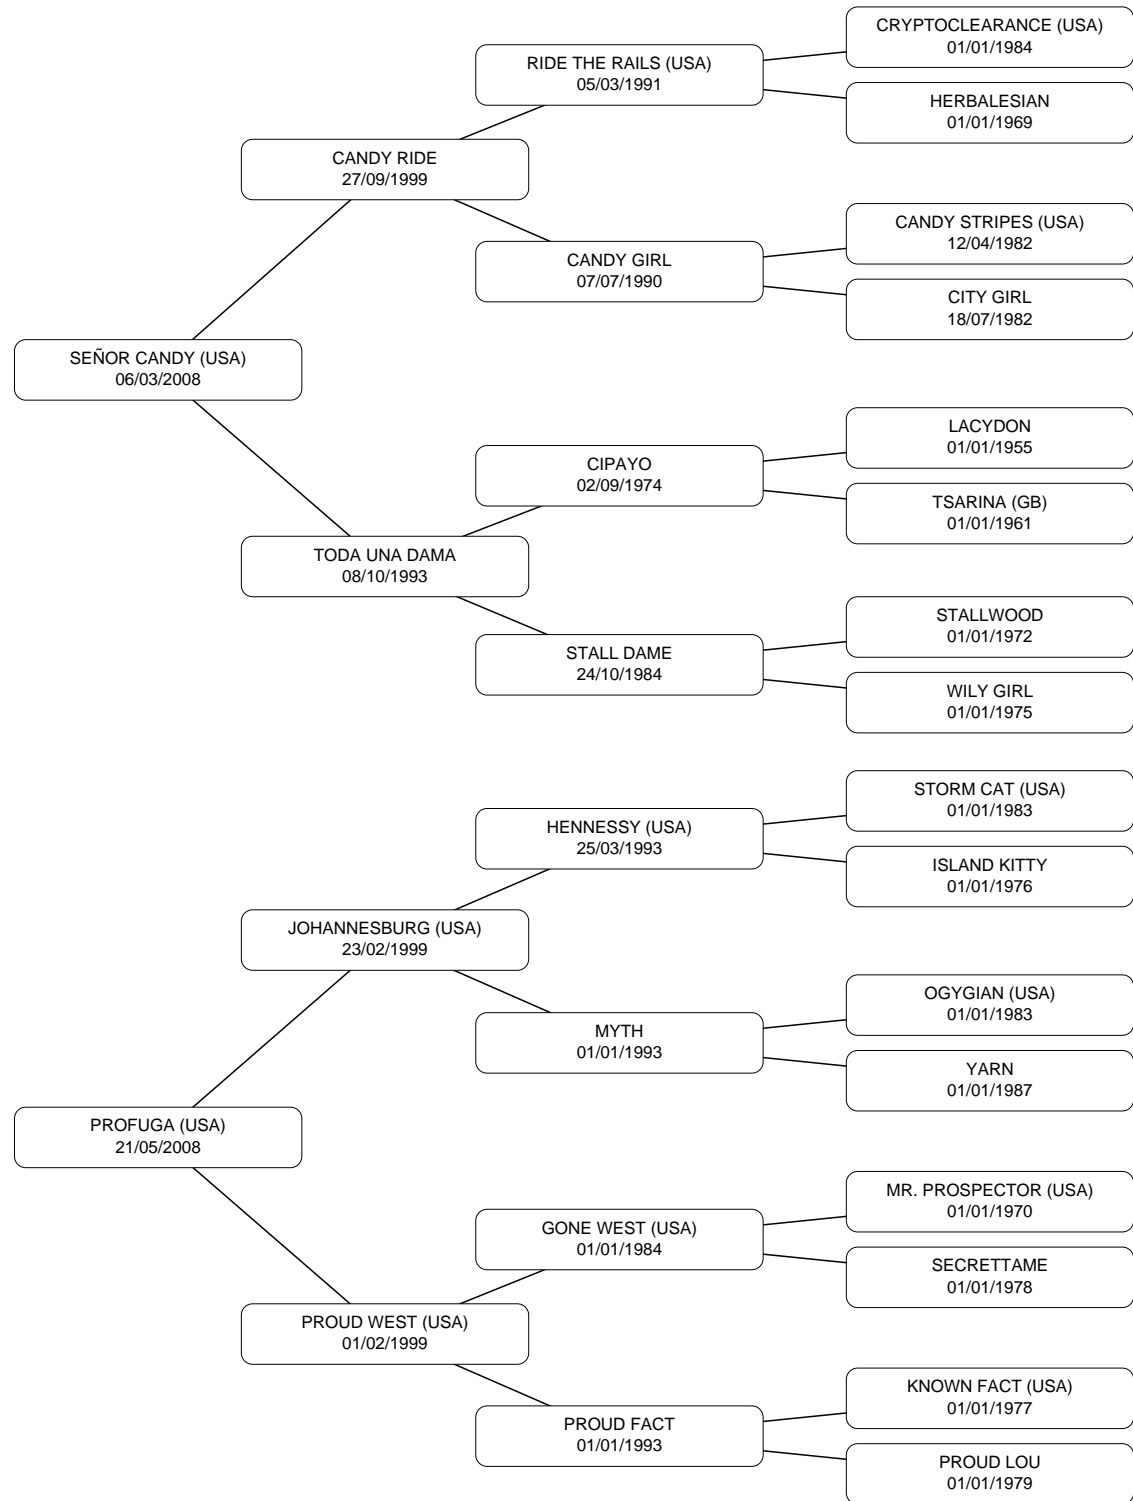 CRYPTOCLEARANCE (USA)
01/01/1984
RIDE THE RAILS (USA)
05/03/1991
HERBALESIAN
01/01/1969
CANDY RIDE
27/09/1999
CANDY STRIPES (USA)
12/04/1982
CANDY GIRL
07/07/1990
CITY GIRL
18/07/1982
SEÑOR CANDY (USA)
06/03/2008
LACYDON
01/01/1955
CIPAYO
02/09/1974
TSARINA (GB)
01/01/1961
TODA UNA DAMA
08/10/1993
STALLWOOD
01/01/1972
STALL DAME
24/10/1984
WILY GIRL
01/01/1975
STORM CAT (USA)
01/01/1983
HENNESSY (USA)
25/03/1993
ISLAND KITTY
01/01/1976
JOHANNESBURG (USA)
23/02/1999
OGYGIAN (USA)
01/01/1983
MYTH
01/01/1993
YARN
01/01/1987
PROFUGA (USA)
21/05/2008
MR. PROSPECTOR (USA)
01/01/1970
GONE WEST (USA)
01/01/1984
SECRETTAME
01/01/1978
PROUD WEST (USA)
01/02/1999
KNOWN FACT (USA)
01/01/1977
PROUD FACT
01/01/1993
PROUD LOU
01/01/1979